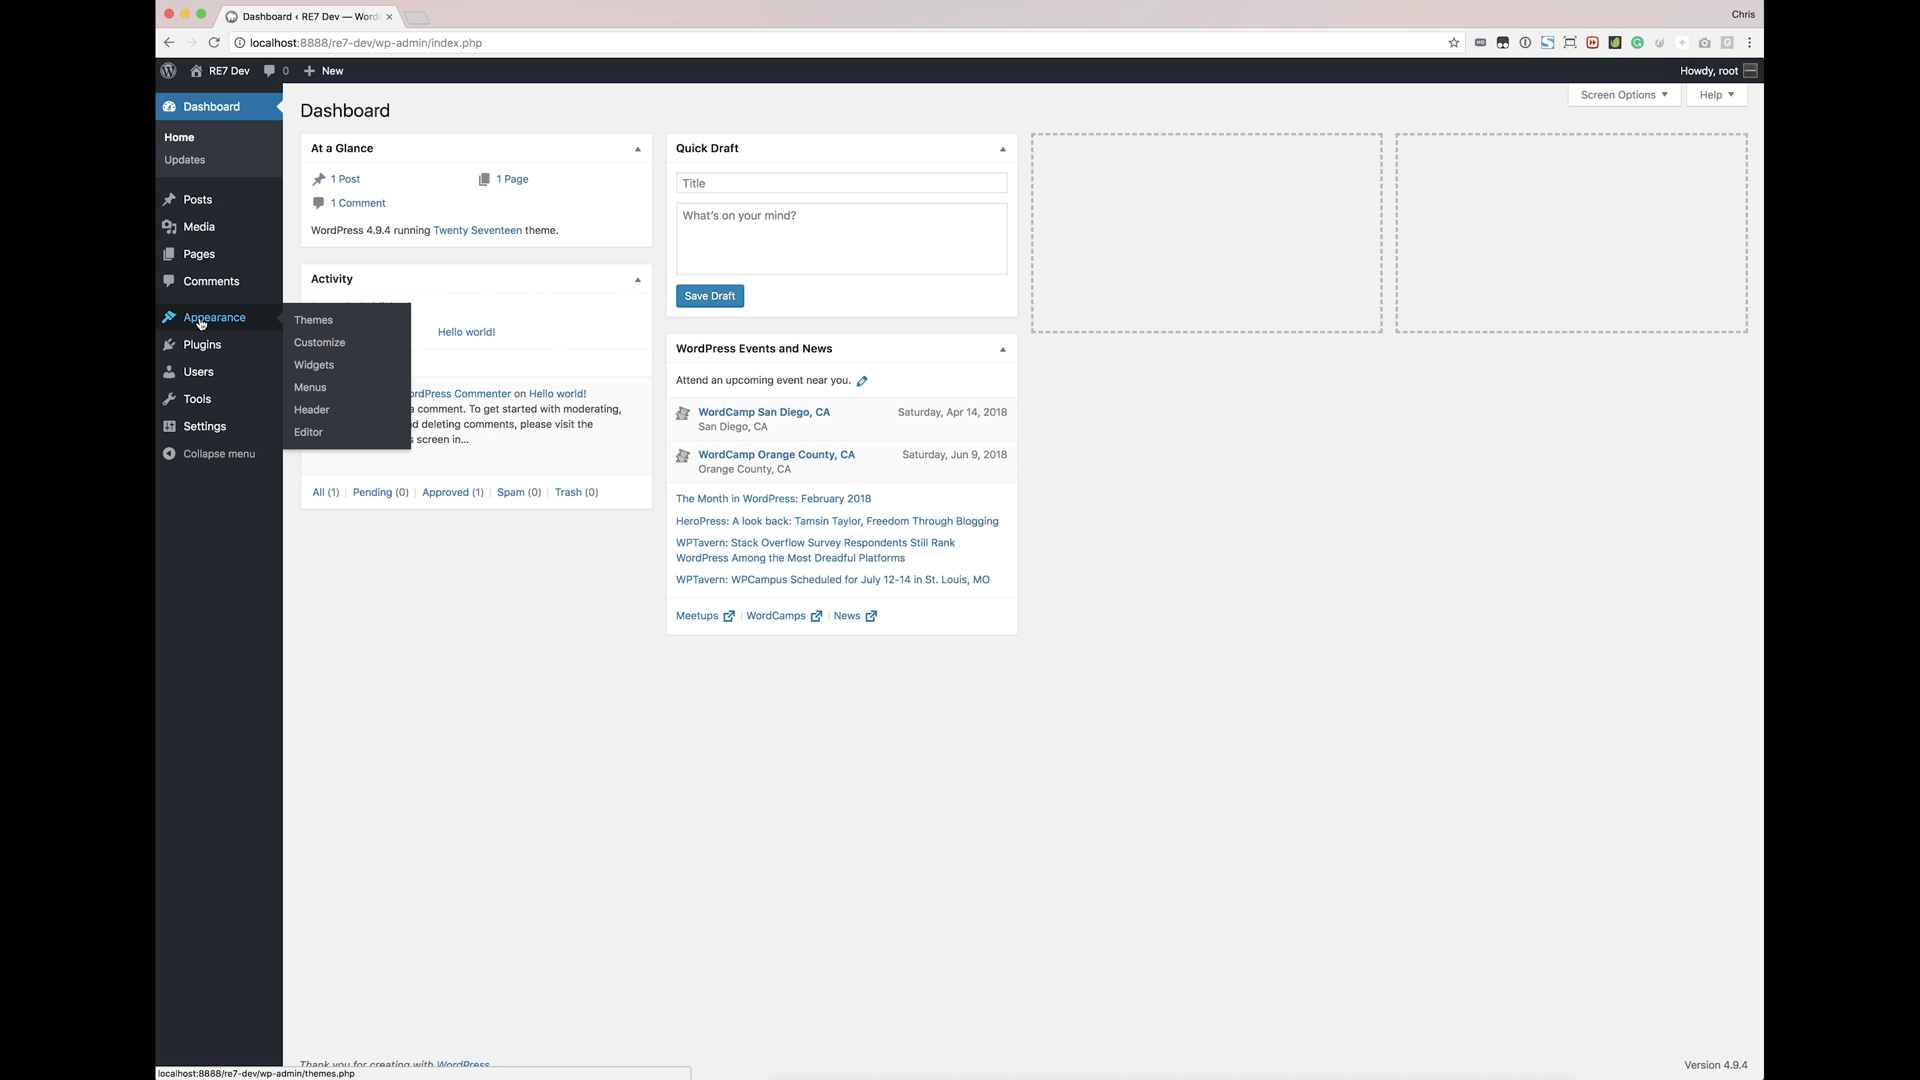 Dashboard ‹ RE7 Dev — Word
Chris
localhost:8888/re7-dev/wp-admin/index.php
RE7 Dev
0
New
Howdy, root
Dashboard
Home
Updates
Posts
Media
Pages
Comments
Appearance
Plugins
Users
Tools
Settings
Collapse menu
Themes
Customize
Widgets
Menus
Header
Editor
Screen Options
Help
Dashboard
At a Glance
1 Post
1 Page
1 Comment
WordPress 4.9.4 running Twenty Seventeen theme.
Activity
Hello world!
ordPress Commenter on Hello world!
a comment. To get started with moderating,
d deleting comments, please visit the
s screen in...
All (1) | Pending (0) | Approved (1) | Spam (0) | Trash (0)
Quick Draft
Title
What's on your mind?
Save Draft
WordPress Events and News
Attend an upcoming event near you.
WordCamp San Diego, CA
Saturday, Apr 14, 2018
San Diego, CA
WordCamp Orange County, CA
Saturday, Jun 9, 2018
Orange County, CA
The Month in WordPress: February 2018
HeroPress: A look back: Tamsin Taylor, Freedom Through Blogging
WPTavern: Stack Overflow Survey Respondents Still Rank
WordPress Among the Most Dreadful Platforms
WPTavern: WPCampus Scheduled for July 12-14 in St. Louis, MO
Meetups | WordCamps | News
Thank you for creating with WordPress
Version 4.9.4
localhost:8888/re7-dev/wp-admin/themes.php